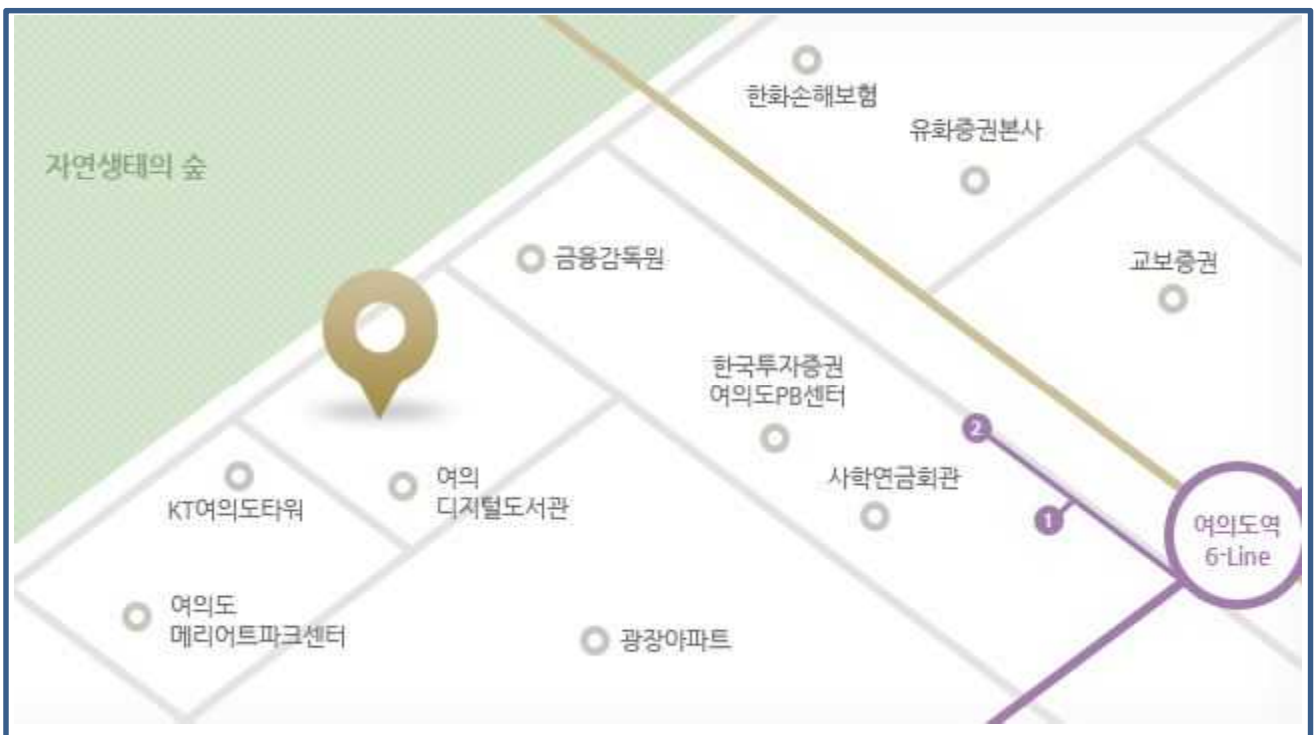 한화손해보험
유화증권본사
자연생태의 숲
금융감독원
교보증권
한국투자증권
여의도PB센터
2
사학연금회관
1
여의도역
6-Line
여의
디지털도서관
KT여의도타워
여의도
메리어트파크센터
광장아파트